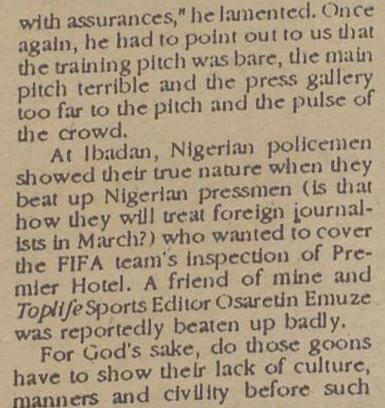 with assurances," he lamented. Once
again, he had to point out to us that
the training pitch was bare, the main
pitch terrible and the press gallery
too far to the pitch and the pulse of
the crowd.
At Ibadan, Nigerian policemen
showed their true nature when they
beat up Nigerian pressmen (is that
how they will treat foreign journal-
ists in March?) who wanted to cover
the FIFA team's inspection of Pre-
mier Hotel. A friend of mine and
Toplife Sports Editor Osaretin Emuze
was reportedly beaten up badly.
For God's sake, do those goons
have to show their lack of culture,
manners and civility before such